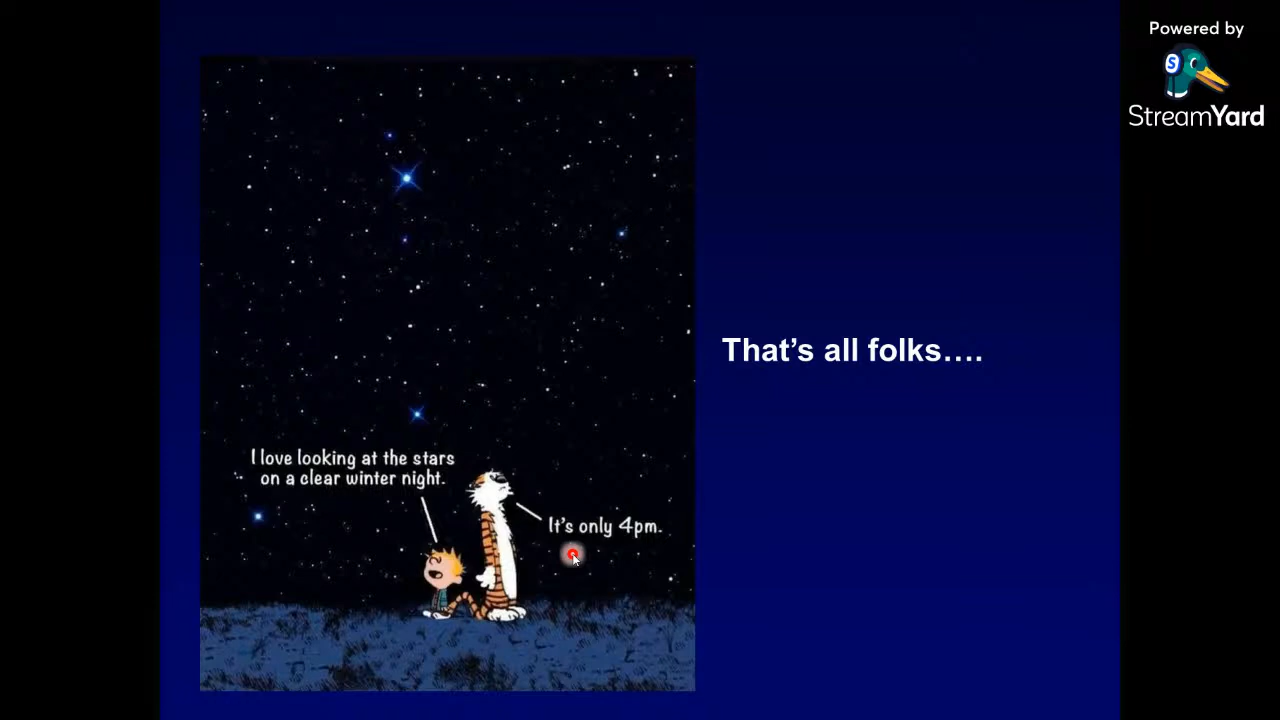 Powered by
S
StreamYard
That’s all folks….
I love looking at the stars
on a clear winter night.
It's only 4pm.